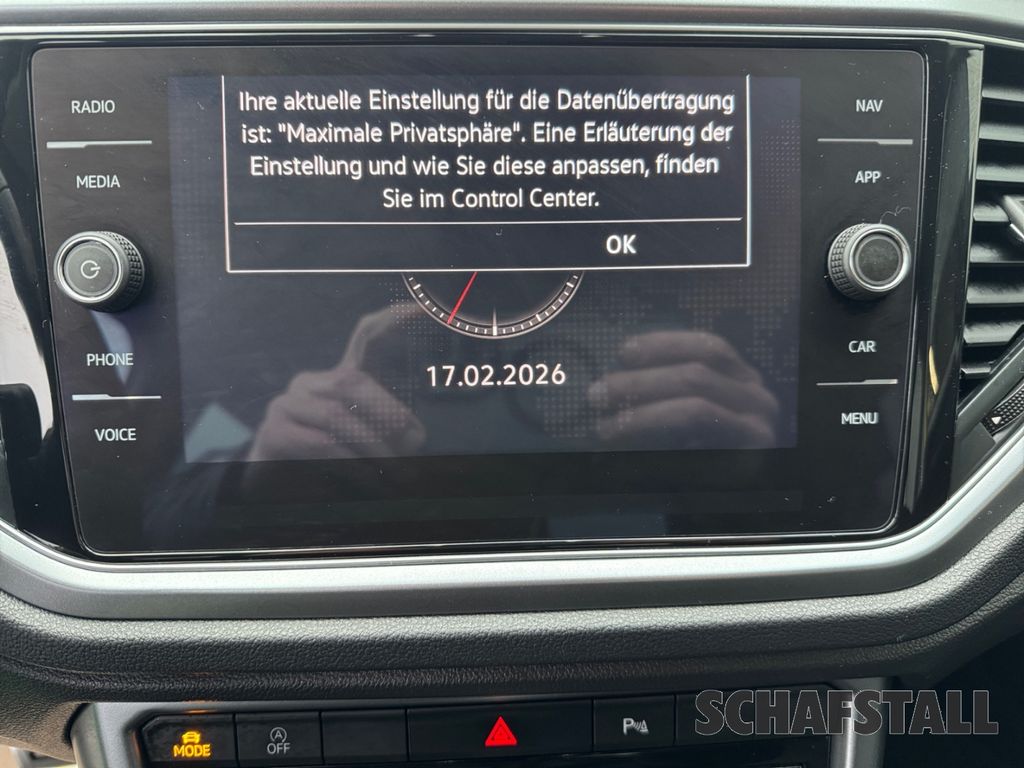 RADIO
MEDIA
PHONE
VOICE
Ihre aktuelle Einstellung für die Datenübertragung
ist: "Maximale Privatsphäre". Eine Erläuterung der
Einstellung und wie Sie diese anpassen, finden
Sie im Control Center.
OK
17.02.2026
NAV
APP
CAR
MENU
MODE
A
OFF
P
SCHAFSTALL